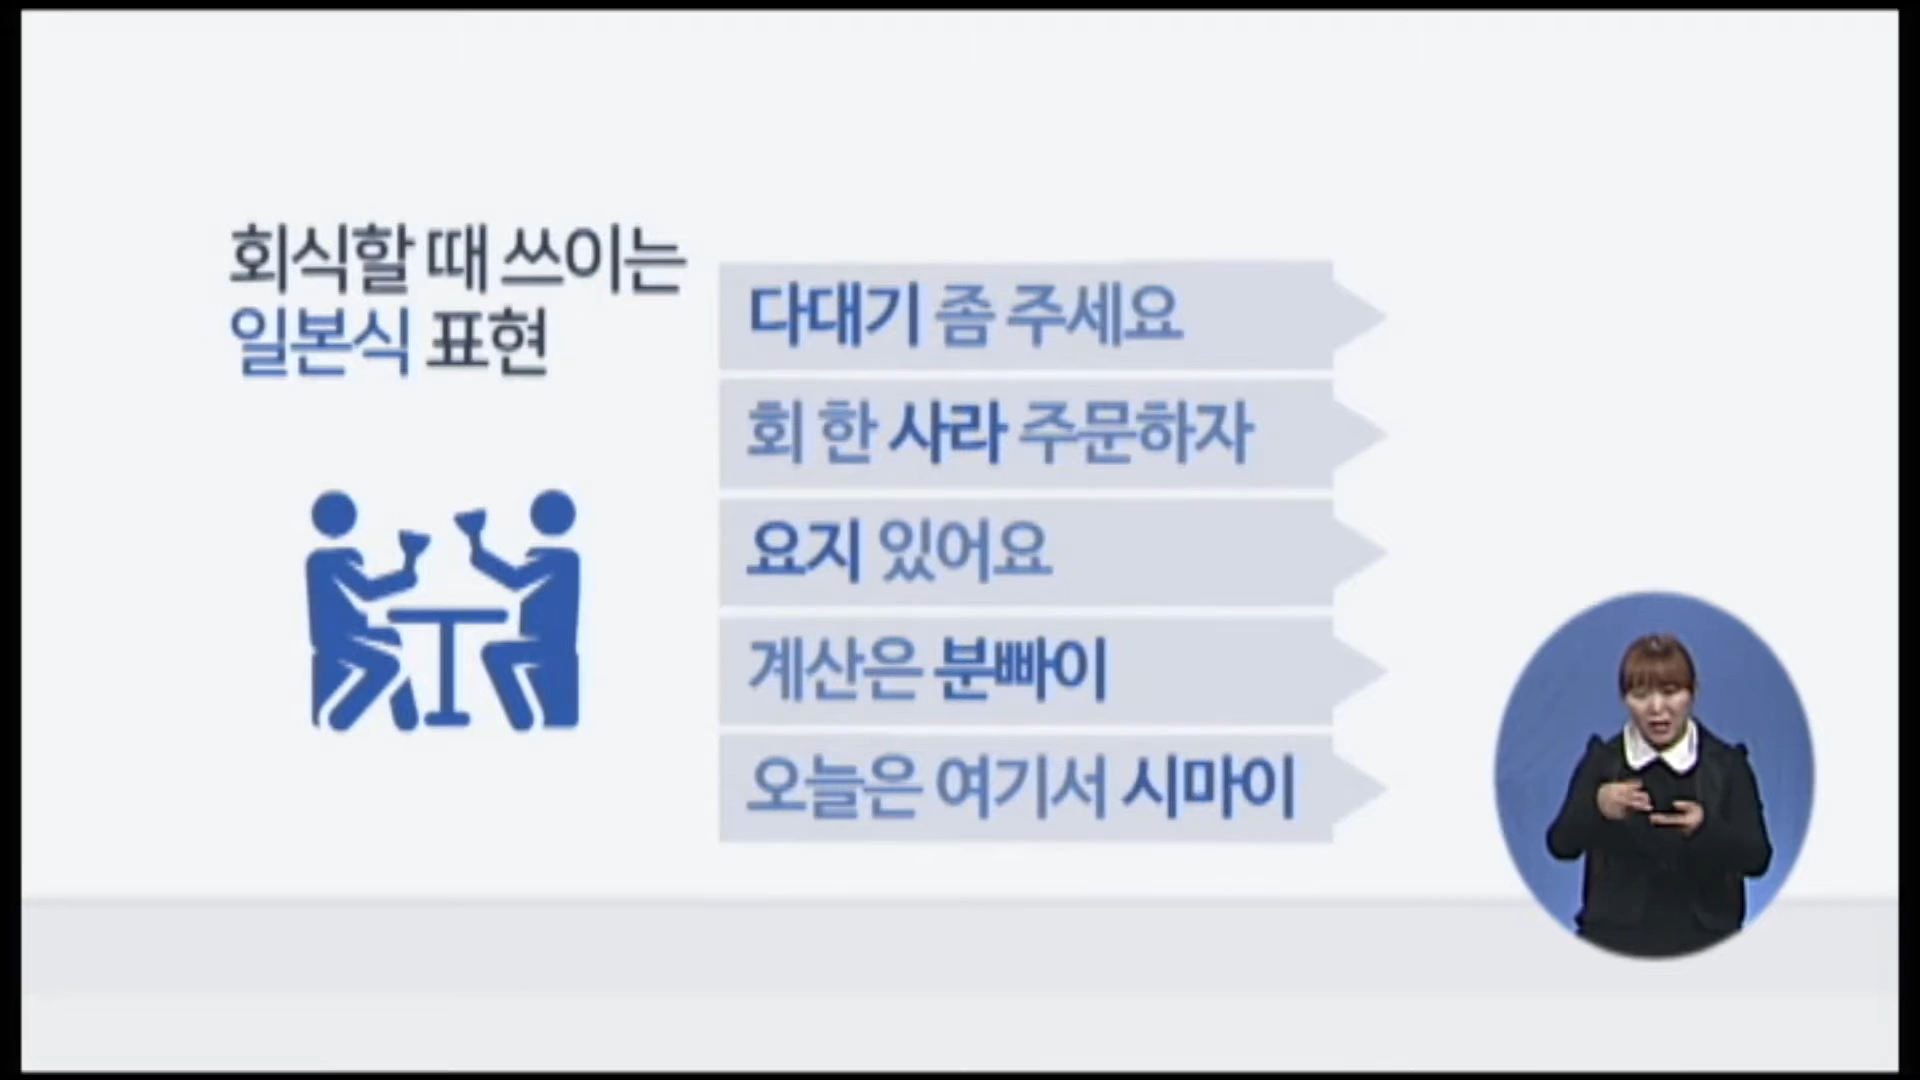 회식할 때 쓰이는
일본식 표현
다대기 좀 주세요
회 한 사라 주문하자
요지 있어요
계산은 분빠이
오늘은 여기서 시마이